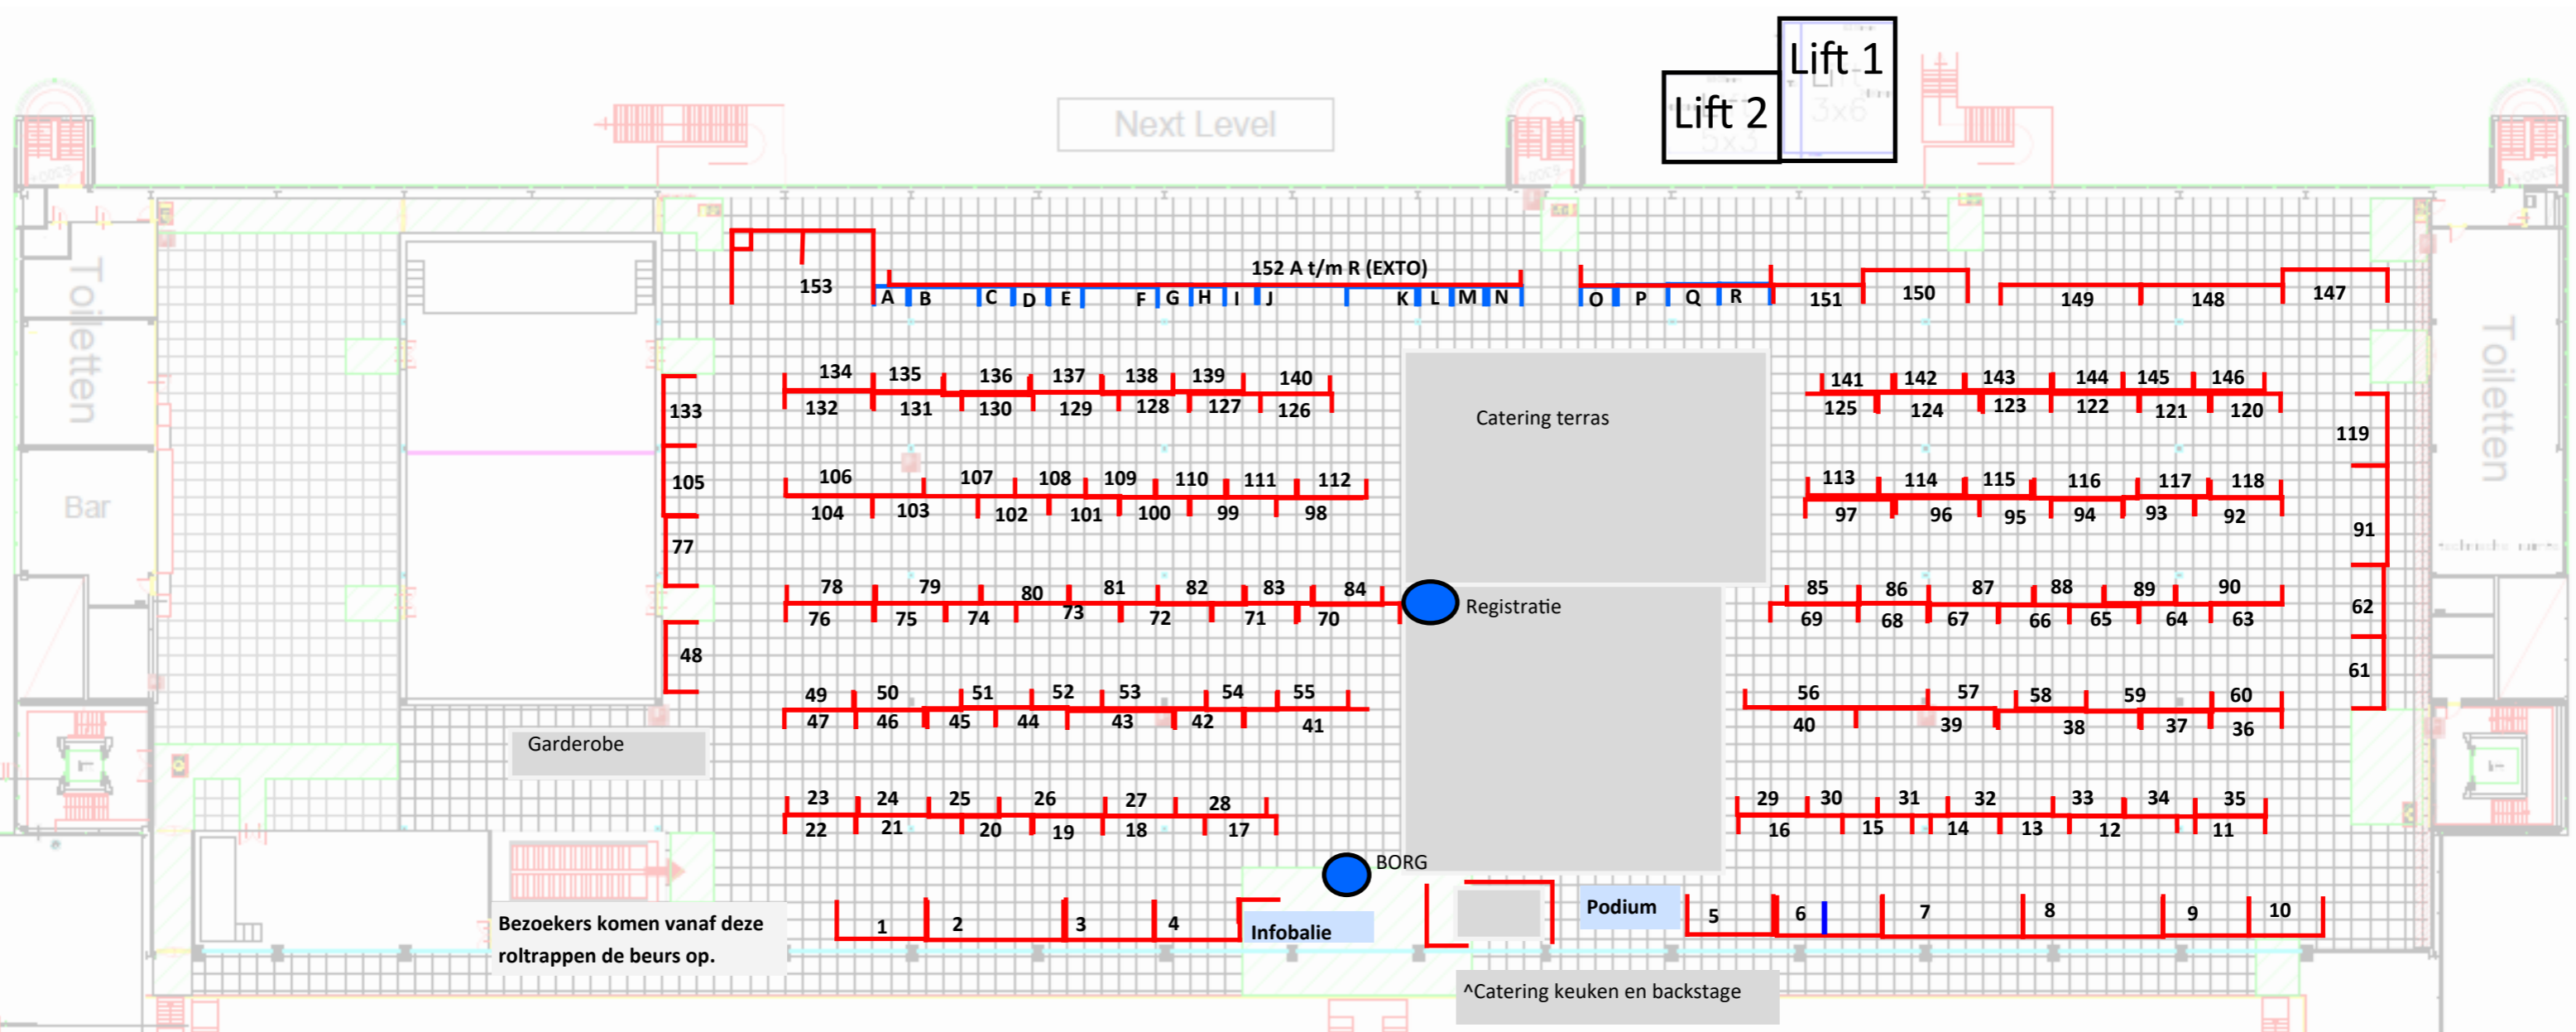 Lift 1
Lift 2
3x6
5x3
Next Level
Toiletten
Toiletten
Bar
152 A t/m R (EXTO)
153
A B C D E F G H I J K L M N O P Q R
151 150 149 148 147
134 135 136 137 138 139 140
141 142 143 144 145 146
132 131 130 129 128 127 126
125 124 123 122 121 120
133
119
Catering terras
106 107 108 109 110 111 112
113 114 115 116 117 118
105
104 103 102 101 100 99 98
97 96 95 94 93 92
77
91
78 79 80 81 82 83 84
85 86 87 88 89 90
Registratie
76 75 74 73 72 71 70
69 68 67 66 65 64 63
62
48
61
49 50 51 52 53 54 55
56 57 58 59 60
47 46 45 44 43 42 41
40 39 38 37 36
Garderobe
23 24 25 26 27 28
29 30 31 32 33 34 35
22 21 20 19 18 17
16 15 14 13 12 11
BORG
Bezoekers komen vanaf deze
roltrappen de beurs op.
1 2 3 4
Infobalie
Podium
5 6 7 8 9 10
^Catering keuken en backstage